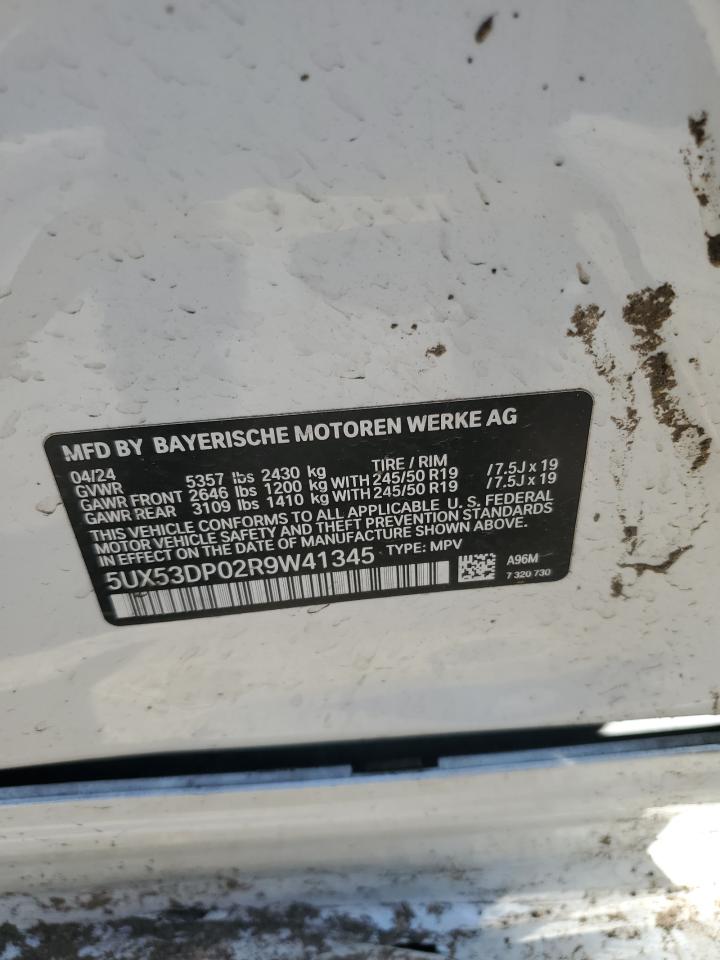 MFD BY BAYERISCHE MOTOREN WERKE AG
04/24 TIRE / RIM
GVWR 5357 lbs 2430 kg
GAWR FRONT 2646 lbs 1200 kg WITH 245/50 R19 / 7.5J x 19
GAWR REAR 3109 lbs 1410 kg WITH 245/50 R19 / 7.5J x 19
THIS VEHICLE CONFORMS TO ALL APPLICABLE U. S. FEDERAL
MOTOR VEHICLE SAFETY AND THEFT PREVENTION STANDARDS
IN EFFECT ON THE DATE OF MANUFACTURE SHOWN ABOVE.
5UX53DP02R9W41345 TYPE: MPV
A96M
7 320 730